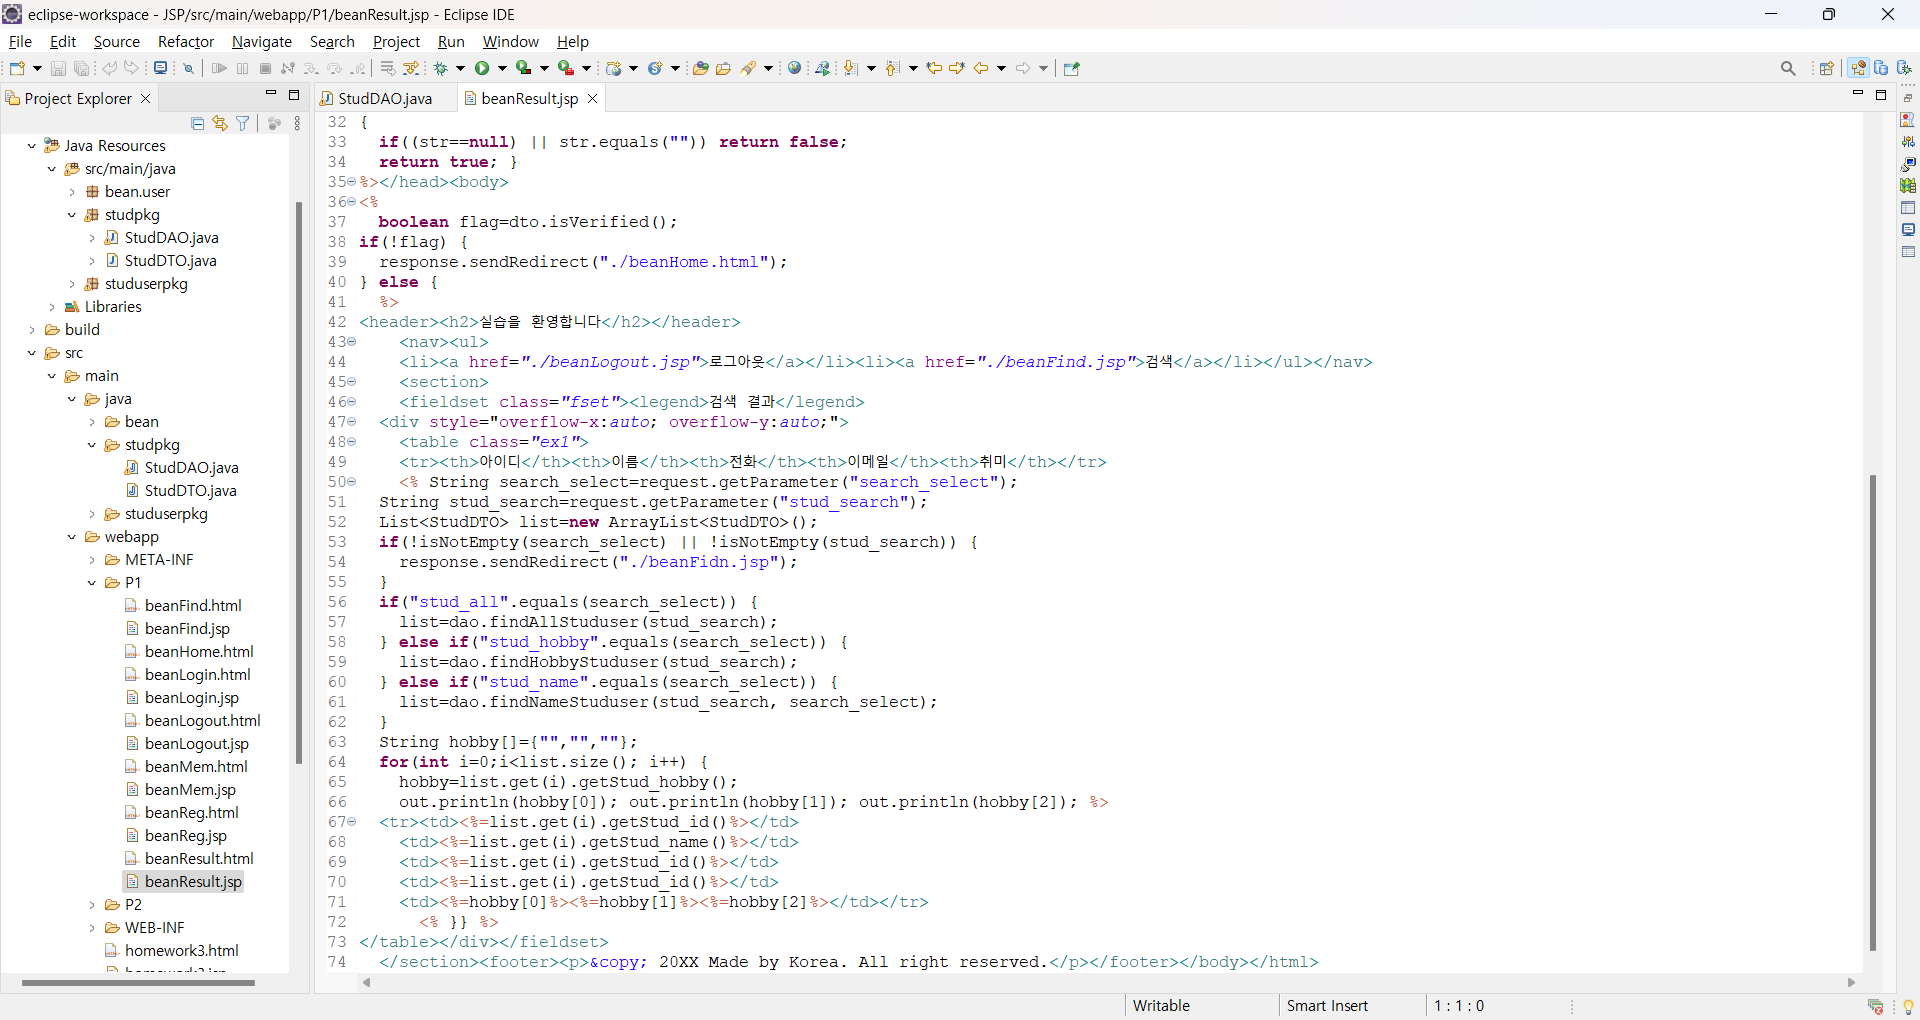 eclipse-workspace - JSP/src/main/webapp/P1/beanResult.jsp - Eclipse IDE
File Edit Source Refactor Navigate Search Project Run Window Help
Project Explorer
StudDAO.java
beanResult.jsp
Java Resources
src/main/java
bean.user
studpkg
StudDAO.java
StudDTO.java
studuserpkg
Libraries
build
src
main
java
bean
studpkg
StudDAO.java
StudDTO.java
studuserpkg
webapp
META-INF
P1
beanFind.html
beanFind.jsp
beanHome.html
beanLogin.html
beanLogin.jsp
beanLogout.html
beanLogout.jsp
beanMem.html
beanMem.jsp
beanReg.html
beanReg.jsp
beanResult.html
beanResult.jsp
P2
WEB-INF
homework3.html
32 {
33 if((str==null) || str.equals("")) return false;
34 return true; }
35 %></head><body>
36 <%
37 boolean flag=dto.isVerified();
38 if(!flag) {
39 response.sendRedirect("./beanHome.html");
40 } else {
41 %>
42 <header><h2>실습을 환영합니다</h2></header>
43 <nav><ul>
44 <li><a href="./beanLogout.jsp">로그아웃</a></li><li><a href="./beanFind.jsp">검색</a></li></ul></nav>
45 <section>
46 <fieldset class="fset"><legend>검색 결과</legend>
47 <div style="overflow-x:auto; overflow-y:auto;">
48 <table class="ex1">
49 <tr><th>아이디</th><th>이름</th><th>전화</th><th>이메일</th><th>취미</th></tr>
50 <% String search_select=request.getParameter("search_select");
51 String stud_search=request.getParameter("stud_search");
52 List<StudDTO> list=new ArrayList<StudDTO>();
53 if(!isNotEmpty(search_select) || !isNotEmpty(stud_search)) {
54 response.sendRedirect("./beanFidn.jsp");
55 }
56 if("stud_all".equals(search_select)) {
57 list=dao.findAllStuduser(stud_search);
58 } else if("stud_hobby".equals(search_select)) {
59 list=dao.findHobbyStuduser(stud_search);
60 } else if("stud_name".equals(search_select)) {
61 list=dao.findNameStuduser(stud_search, search_select);
62 }
63 String hobby[]={"","",""};
64 for(int i=0;i<list.size(); i++) {
65 hobby=list.get(i).getStud_hobby();
66 out.println(hobby[0]); out.println(hobby[1]); out.println(hobby[2]); %>
67 <tr><td><%=list.get(i).getStud_id()%></td>
68 <td><%=list.get(i).getStud_name()%></td>
69 <td><%=list.get(i).getStud_id()%></td>
70 <td><%=list.get(i).getStud_id()%></td>
71 <td><%=hobby[0]%><%=hobby[1]%><%=hobby[2]%></td></tr>
72 <% }} %>
73 </table></div></fieldset>
74 </section><footer><p>&copy; 20XX Made by Korea. All right reserved.</p></footer></body></html>
Writable
Smart Insert
1 : 1 : 0